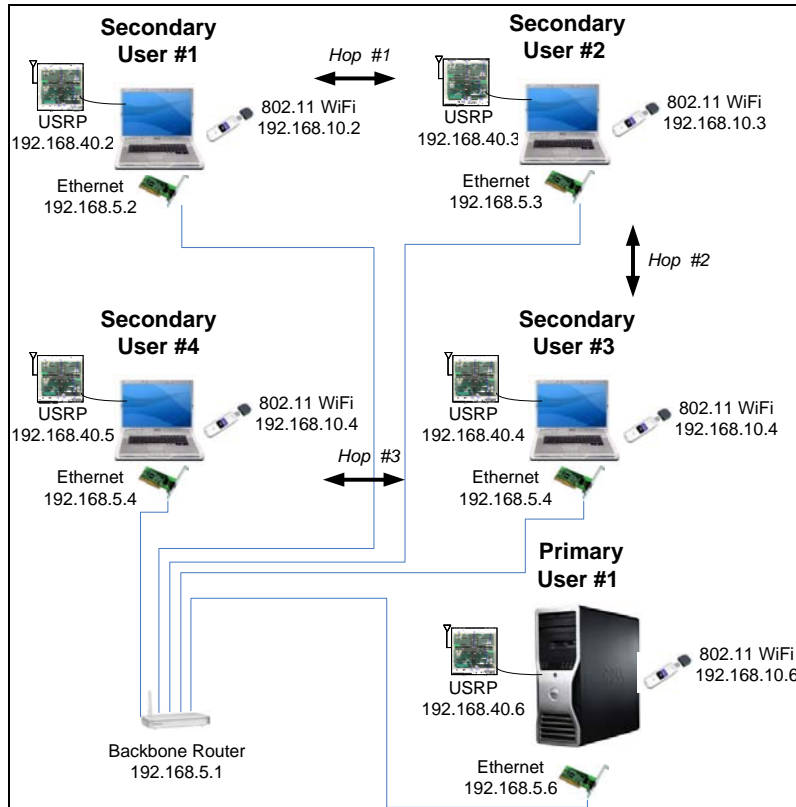 Secondary
User #1
USRP
192.168.40.2
802.11 WiFi
192.168.10.2
Ethernet
192.168.5.2
Hop #1
Secondary
User #2
USRP
192.168.40.3
802.11 WiFi
192.168.10.3
Ethernet
192.168.5.3
Hop #2
Secondary
User #4
USRP
192.168.40.5
802.11 WiFi
192.168.10.4
Ethernet
192.168.5.4
Hop #3
Secondary
User #3
USRP
192.168.40.4
802.11 WiFi
192.168.10.4
Ethernet
192.168.5.4
Primary
User #1
USRP
192.168.40.6
802.11 WiFi
192.168.10.6
Ethernet
192.168.5.6
Backbone Router
192.168.5.1